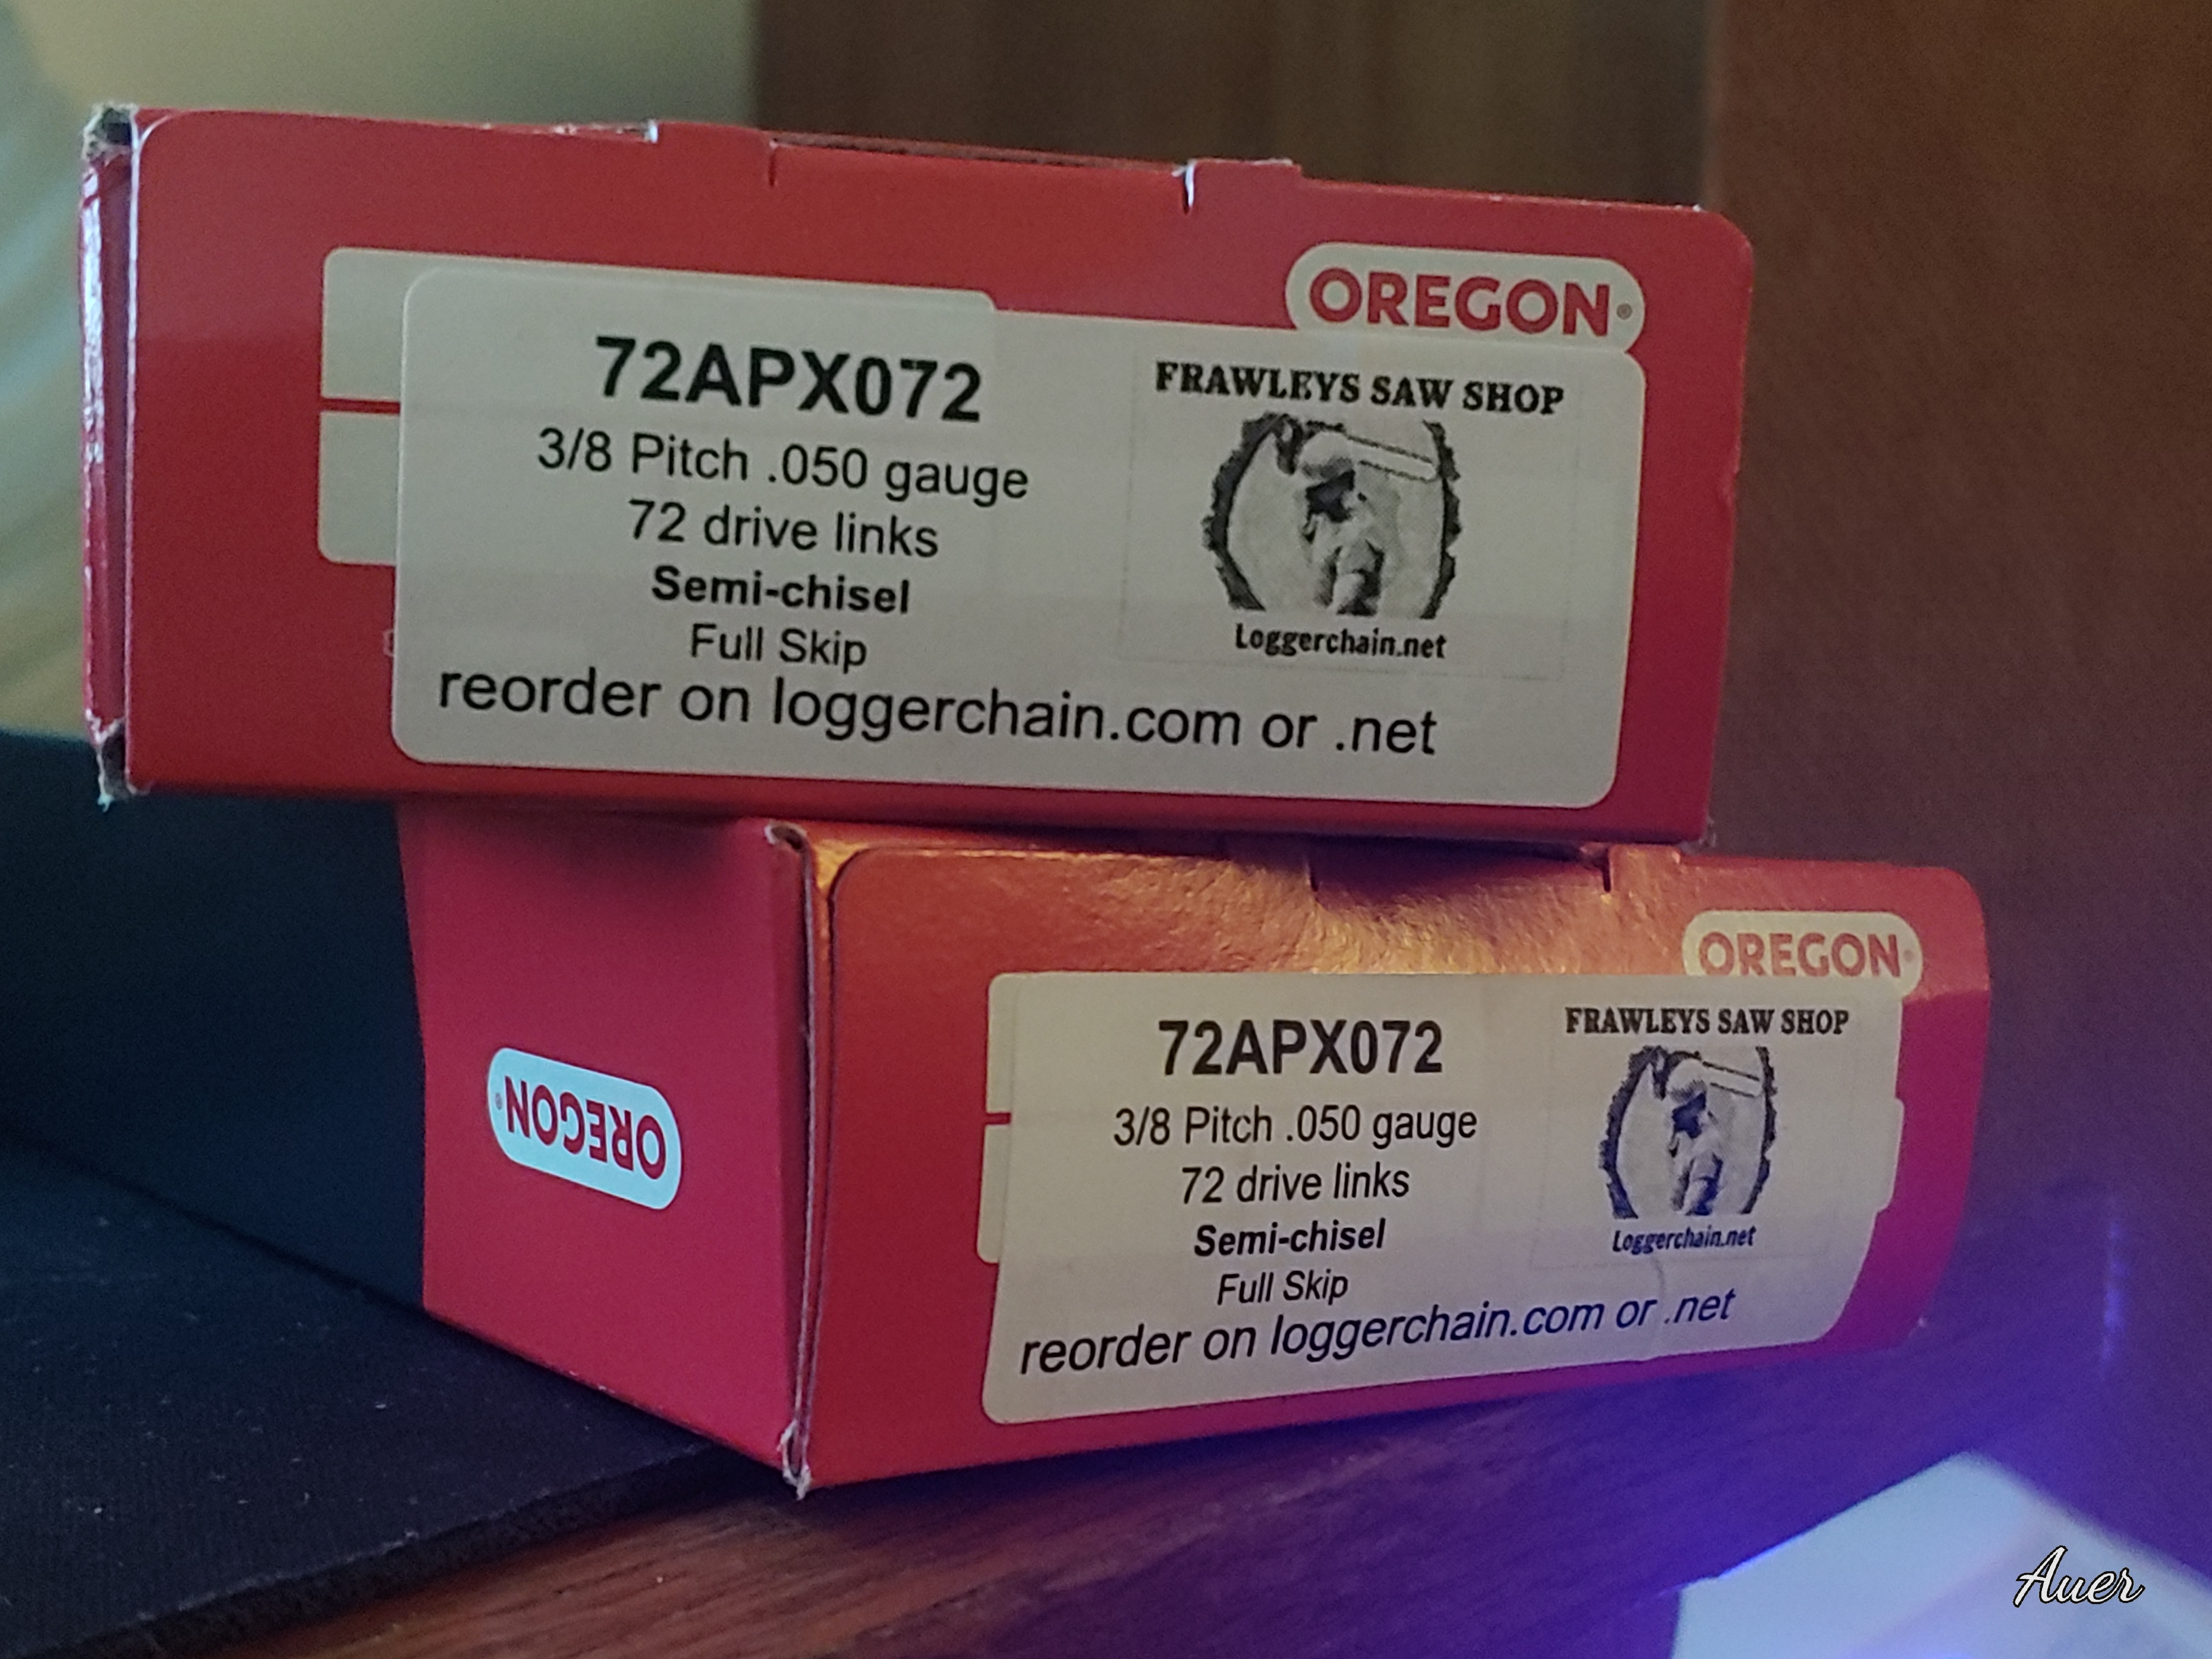 OREGON®
72APX072
3/8 Pitch .050 gauge
72 drive links
Semi-chisel
Full Skip
reorder on loggerchain.com or .net
FRAWLEYS SAW SHOP
Loggerchain.net
OREGON®
OREGON®
72APX072
3/8 Pitch .050 gauge
72 drive links
Semi-chisel
Full Skip
reorder on loggerchain.com or .net
FRAWLEYS SAW SHOP
Loggerchain.net
Auer